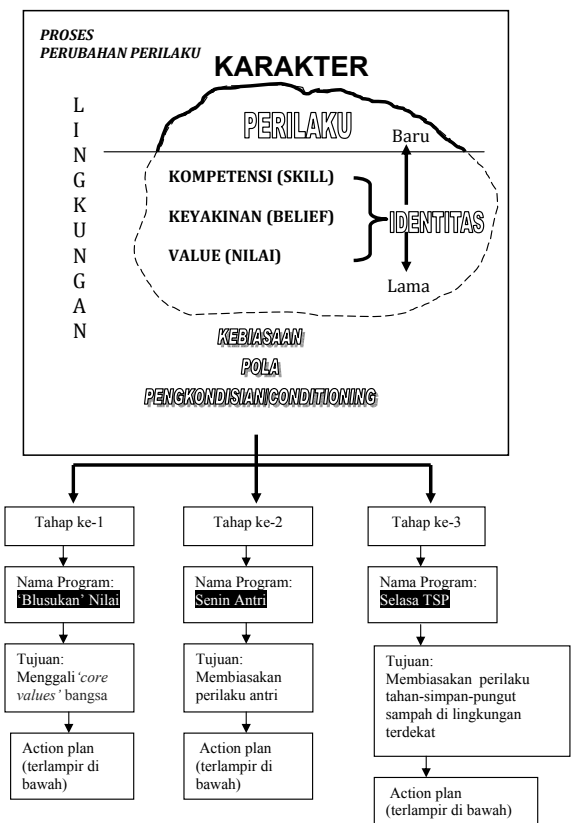 PROSES
PERUBAHAN PERILAKU
KARAKTER
L
I
N
G
K
U
N
G
A
N
PERILAKU
Baru
KOMPETENSI (SKILL)
KEYAKINAN (BELIEF)
IDENTITAS
VALUE (NILAI)
Lama
KEBIASAAN
POLA
PENGKONDISIAN/CONDITIONING
Tahap ke-1
Nama Program:
'Blusukan' Nilai
Tujuan:
Menggali 'core
values' bangsa
Action plan
(terlampir di
bawah)
Tahap ke-2
Nama Program:
Senin Antri
Tujuan:
Membiasakan
perilaku antri
Action plan
(terlampir di
bawah)
Tahap ke-3
Nama Program:
Selasa TSP
Tujuan:
Membiasakan perilaku
tahan-simpan-pungut
sampah di lingkungan
terdekat
Action plan
(terlampir di bawah)